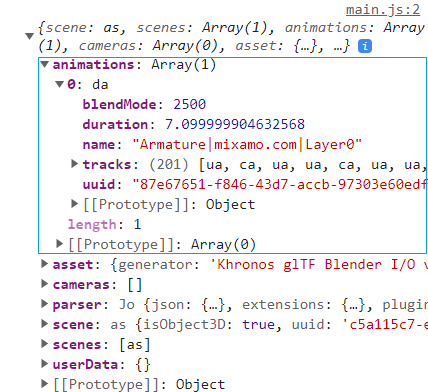 main.js:2
{scene: as, scenes: Array(1), animations: Array
(1), cameras: Array(0), asset: {…}, …} i
animations: Array(1)
0: da
blendMode: 2500
duration: 7.099999904632568
name: "Armature|mixamo.com|Layer0"
tracks: (201) [ua, ca, ua, ua, ca, ua, ua,
uuid: "87e67651-f846-43d7-accb-97303e60edf
[[Prototype]]: Object
length: 1
[[Prototype]]: Array(0)
asset: {generator: 'Khronos glTF Blender I/O v
cameras: []
parser: Jo {json: {…}, extensions: {…}, plugin
scene: as {isObject3D: true, uuid: 'c5a115c7-e
scenes: [as]
userData: {}
[[Prototype]]: Object